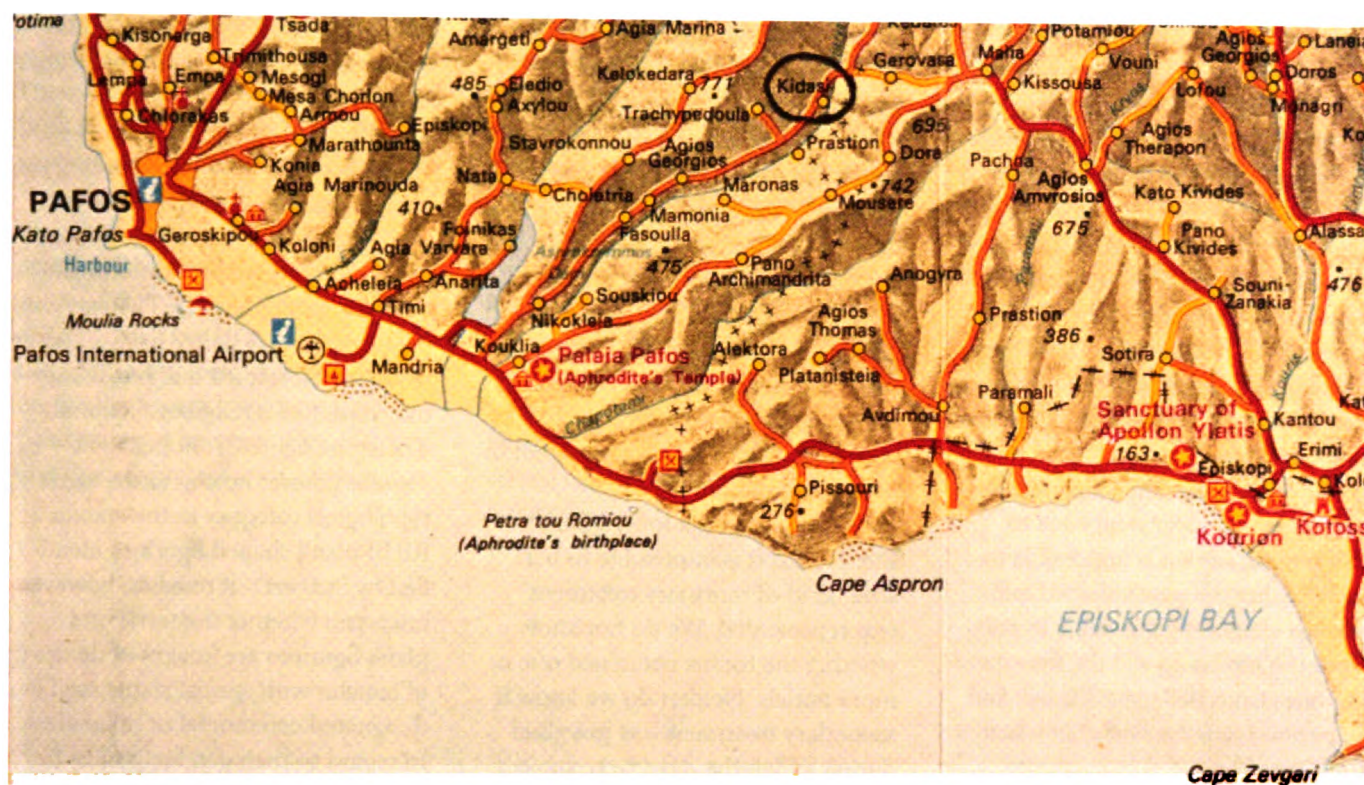 Tsada
Kisonerga
Trimithousa
Lempa
Empa
Mesogi
Mesa Chorion
Chlorakas
Armou
Episkopi
Marathounta
Konia
Agia Marinouda
PAFOS
Kato Pafos
Geroskipou
Koloni
Harbour
Acheleia
Agia Varvara
Anarita
Timi
Foinikas
Moulia Rocks
Pafos International Airport
Mandria
Amargeti
Agia Marina
485
Eledio
Axylou
Stavrokonnou
Nata
Choletria
410
Kelokedara
771
Trachypedoula
Agios
Georgios
Kidasi
Gerovara
Prastion
695
Dora
Maronas
742
Mousere
Mamonia
Fasoulla
475
Pano
Archimandrita
Souskiou
Nikokleia
Kouklia
Palaia Pafos
(Aphrodite's Temple)
Malia
Kissousa
Potamiou
Vouni
Agios
Georgios
Laneia
Doros
Monagri
Lofou
Agios
Therapon
Pachna
Agios
Amvrosios
Kato Kivides
675
Pano
Kivides
Alassa
476
Souni-
Zanakia
Anogyra
Agios
Thomas
Prastion
386
Alektora
Platanisteia
Sotira
Avdimou
Paramali
Sanctuary of
Apollon Ylatis
Kantou
163
Erimi
Episkopi
Kolossi
Kourion
Pissouri
276
Petra tou Romiou
(Aphrodite's birthplace)
Cape Aspron
EPISKOPI BAY
Cape Zevgari